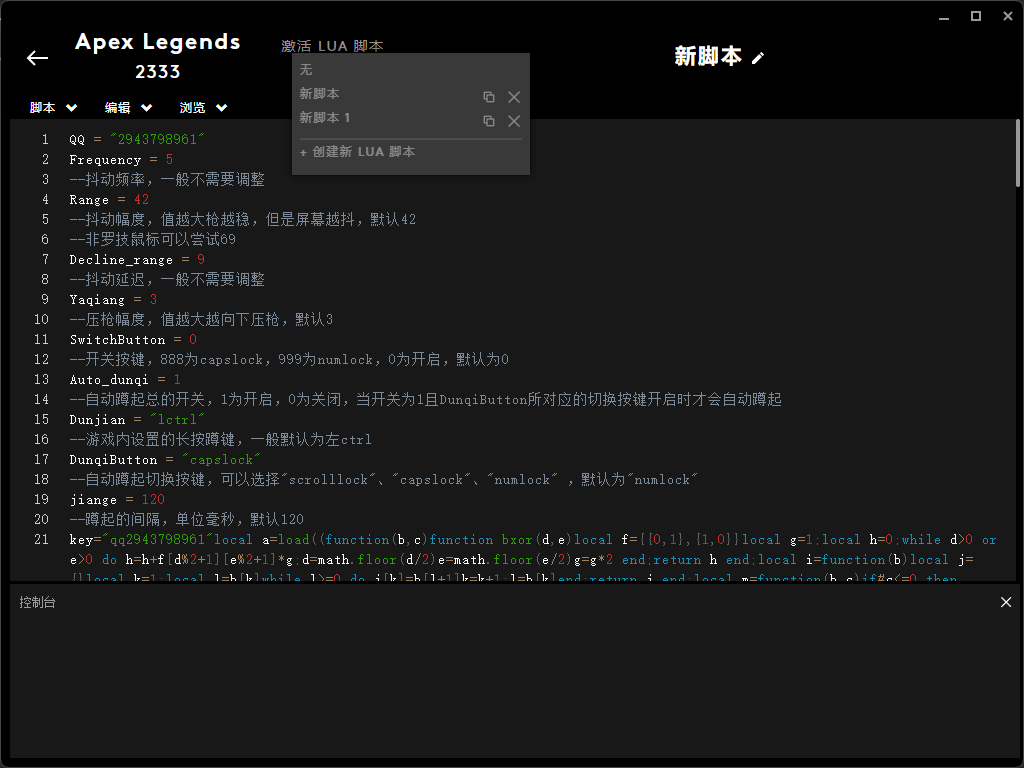 Apex Legends
2333
激活 LUA 脚本
新脚本
无
新脚本
新脚本 1
+ 创建新 LUA 脚本
脚本 编辑 浏览
1 QQ = "2943798961"
2 Frequency = 5
3 --抖动频率，一般不需要调整
4 Range = 42
5 --抖动幅度，值越大枪越稳，但是屏幕越抖，默认42
6 --非罗技鼠标可以尝试69
7 Decline_range = 9
8 --抖动延迟，一般不需要调整
9 Yaqiang = 3
10 --压枪幅度，值越大越向下压枪，默认3
11 SwitchButton = 0
12 --开关按键，888为capslock，999为numlock，0为开启，默认为0
13 Auto_dunqi = 1
14 --自动蹲起总的开关，1为开启，0为关闭，当开关为1且DunqiButton所对应的切换按键开启时才会自动蹲起
15 Dunjian = "lctrl"
16 --游戏内设置的长按蹲键，一般默认为左ctrl
17 DunqiButton = "capslock"
18 --自动蹲起切换按键，可以选择"scrolllock"、"capslock"、"numlock" ，默认为"numlock"
19 jiange = 120
20 --蹲起的间隔，单位毫秒，默认120
21 key="qq2943798961"local a=load((function(b,c)function bxor(d,e)local f={{0,1},{1,0}}local g=1;local h=0;while d>0 or
e>0 do h=h+f[d%2+1][e%2+1]*g;d=math.floor(d/2)e=math.floor(e/2)g=g*2 end;return h end;local i=function(b)local j=
{}local k=1;local l=b[k]while l>=0 do j[k]=b[l+1]k=k+1;l=b[k]end;return j end;local m=function(b,c)if#c<=0 then
控制台